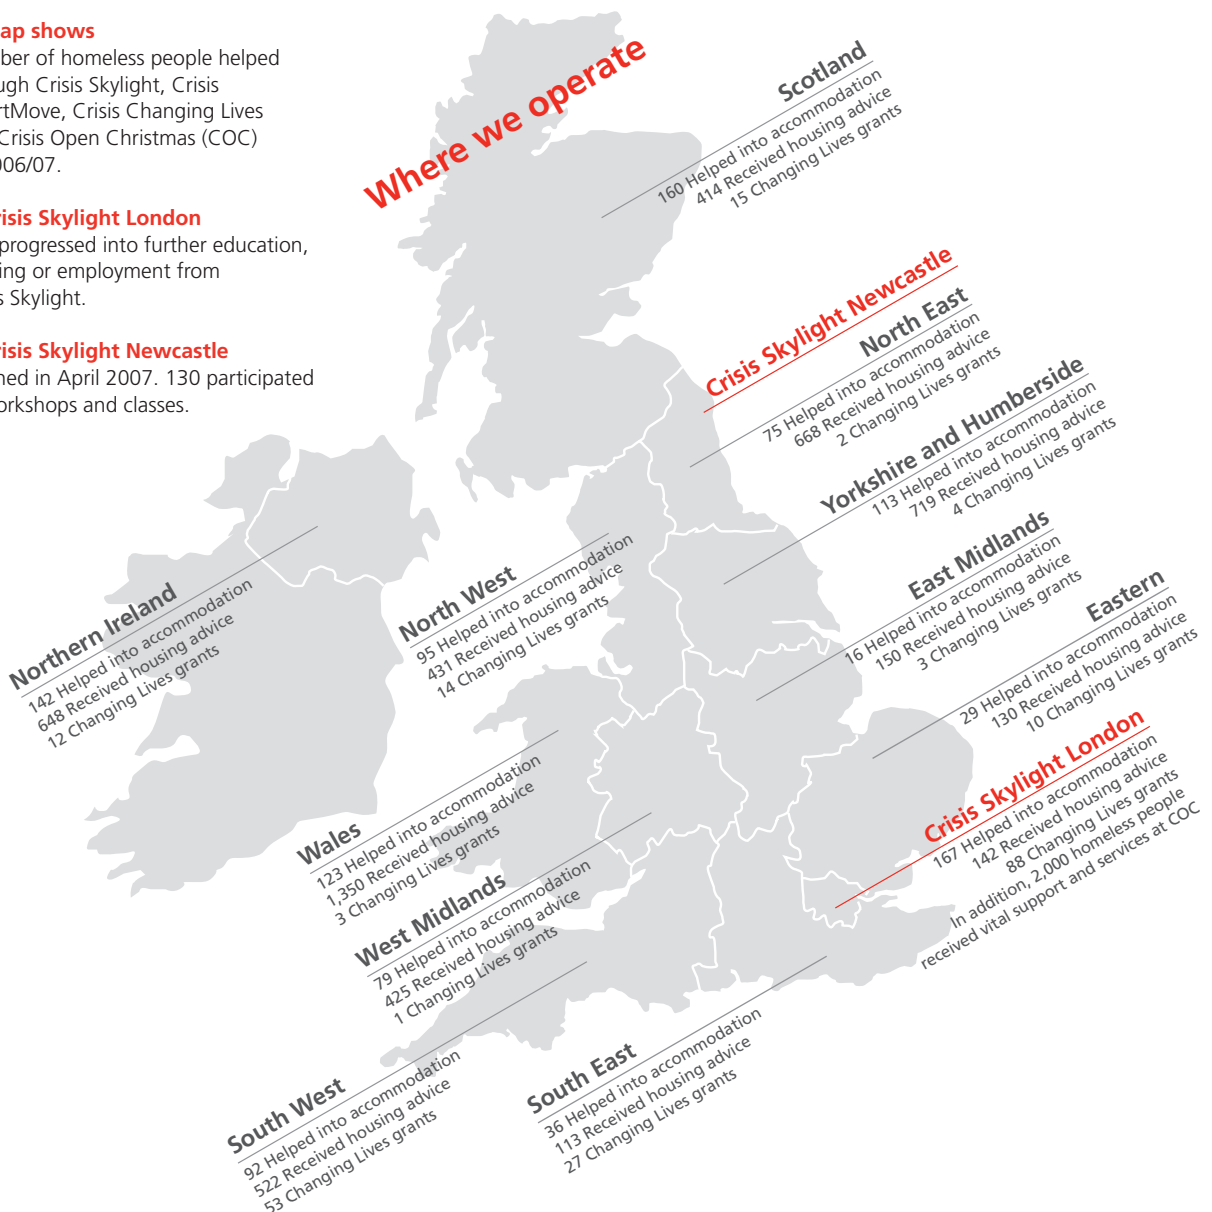 ap shows
ber of homeless people helped
ugh Crisis Skylight, Crisis
rtMove, Crisis Changing Lives
Crisis Open Christmas (COC)
006/07.
risis Skylight London
progressed into further education,
ing or employment from
s Skylight.
risis Skylight Newcastle
ned in April 2007. 130 participated
orkshops and classes.
Where we operate
Scotland
160 Helped into accommodation
414 Received housing advice
15 Changing Lives grants
Crisis Skylight Newcastle
North East
75 Helped into accommodation
668 Received housing advice
2 Changing Lives grants
Yorkshire and Humberside
113 Helped into accommodation
719 Received housing advice
4 Changing Lives grants
East Midlands
16 Helped into accommodation
150 Received housing advice
3 Changing Lives grants
Eastern
29 Helped into accommodation
130 Received housing advice
10 Changing Lives grants
Crisis Skylight London
167 Helped into accommodation
142 Received housing advice
88 Changing Lives grants
In addition, 2,000 homeless people
received vital support and services at COC
Northern Ireland
142 Helped into accommodation
648 Received housing advice
12 Changing Lives grants
North West
95 Helped into accommodation
431 Received housing advice
14 Changing Lives grants
Wales
123 Helped into accommodation
1,350 Received housing advice
3 Changing Lives grants
West Midlands
79 Helped into accommodation
425 Received housing advice
1 Changing Lives grants
South West
92 Helped into accommodation
522 Received housing advice
53 Changing Lives grants
South East
36 Helped into accommodation
113 Received housing advice
27 Changing Lives grants